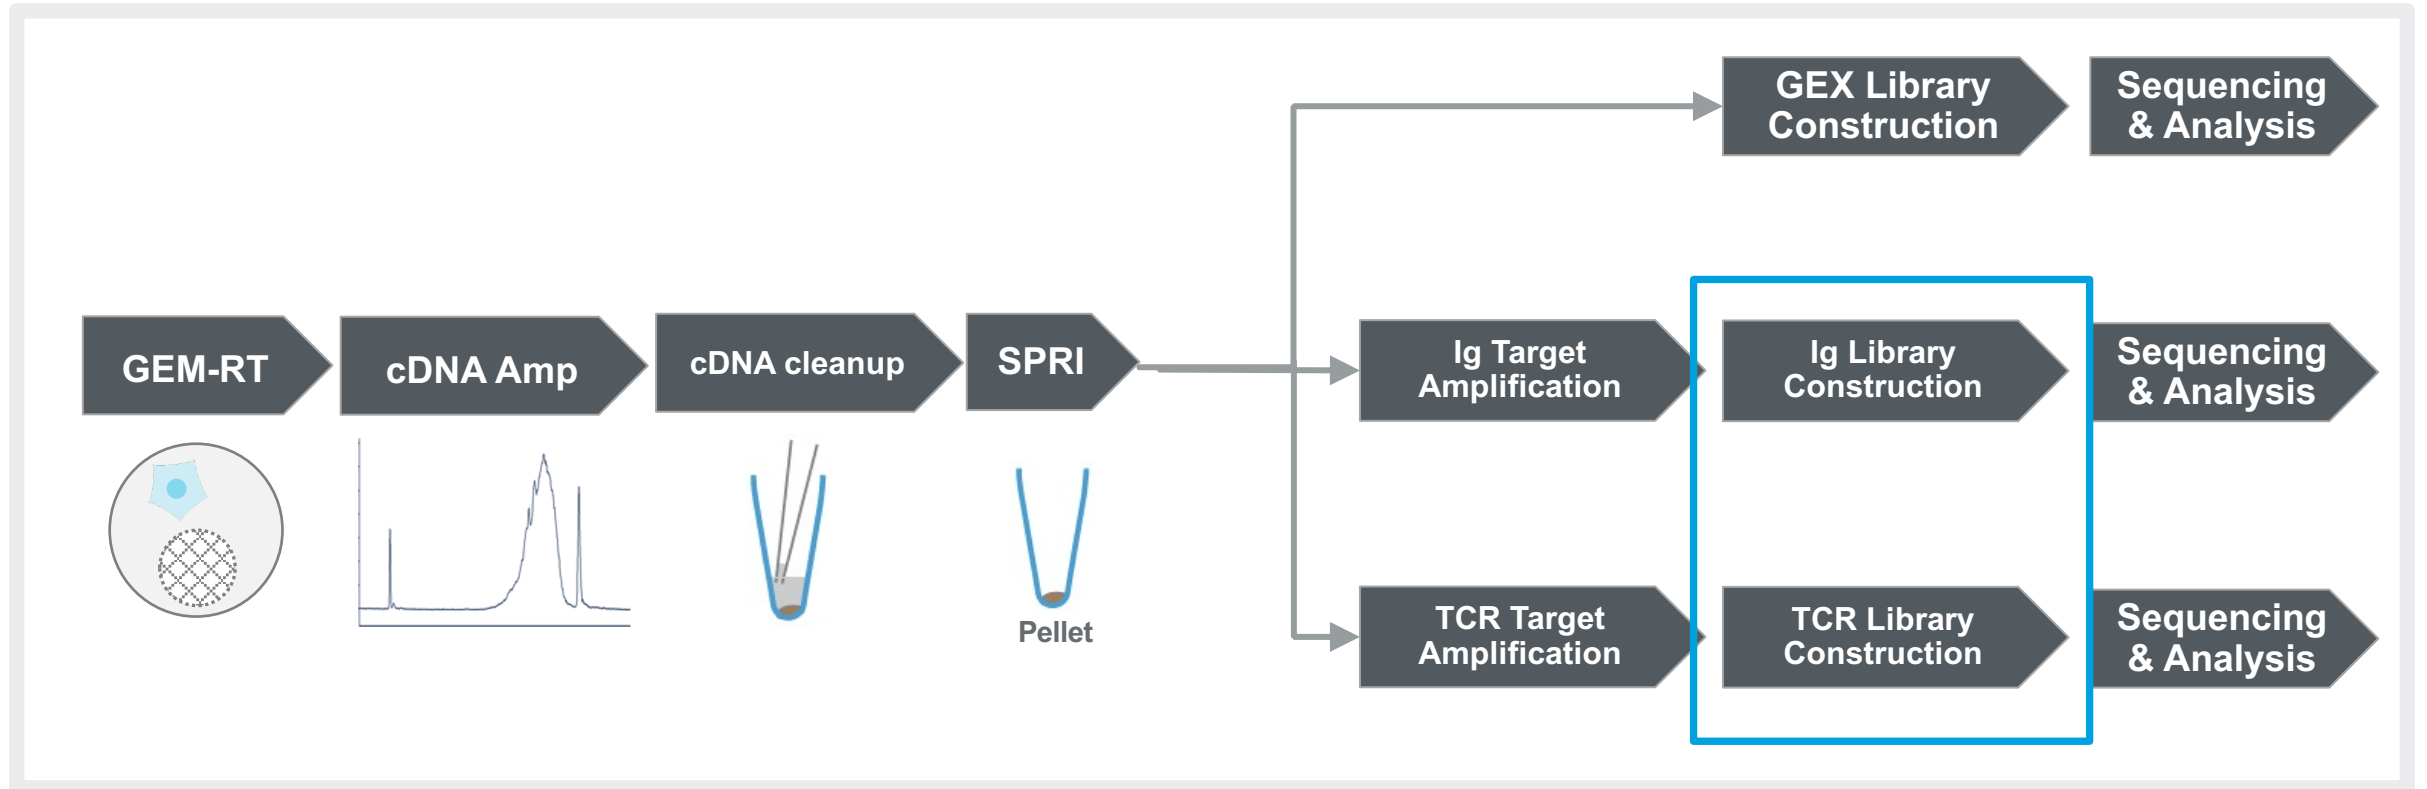 GEX Library
Construction
Sequencing
& Analysis
GEM-RT
cDNA Amp
cDNA cleanup
SPRI
Ig Target
Amplification
Ig Library
Construction
Sequencing
& Analysis
Pellet
TCR Target
Amplification
TCR Library
Construction
Sequencing
& Analysis